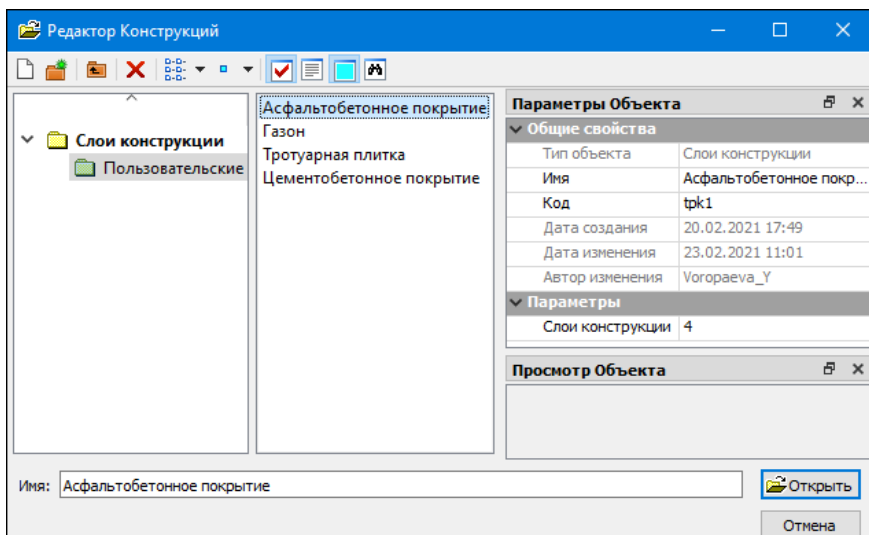 Редактор Конструкций
Слои конструкции
Пользовательские
Асфальтобетонное покрытие
Газон
Тротуарная плитка
Цементобетонное покрытие
Параметры Объекта
Общие свойства
Тип объекта Слои конструкции
Имя Асфальтобетонное покр...
Код tpk1
Дата создания 20.02.2021 17:49
Дата изменения 23.02.2021 11:01
Автор изменения Voropaeva_Y
Параметры
Слои конструкции 4
Просмотр Объекта
Имя: Асфальтобетонное покрытие Открыть
Отмена